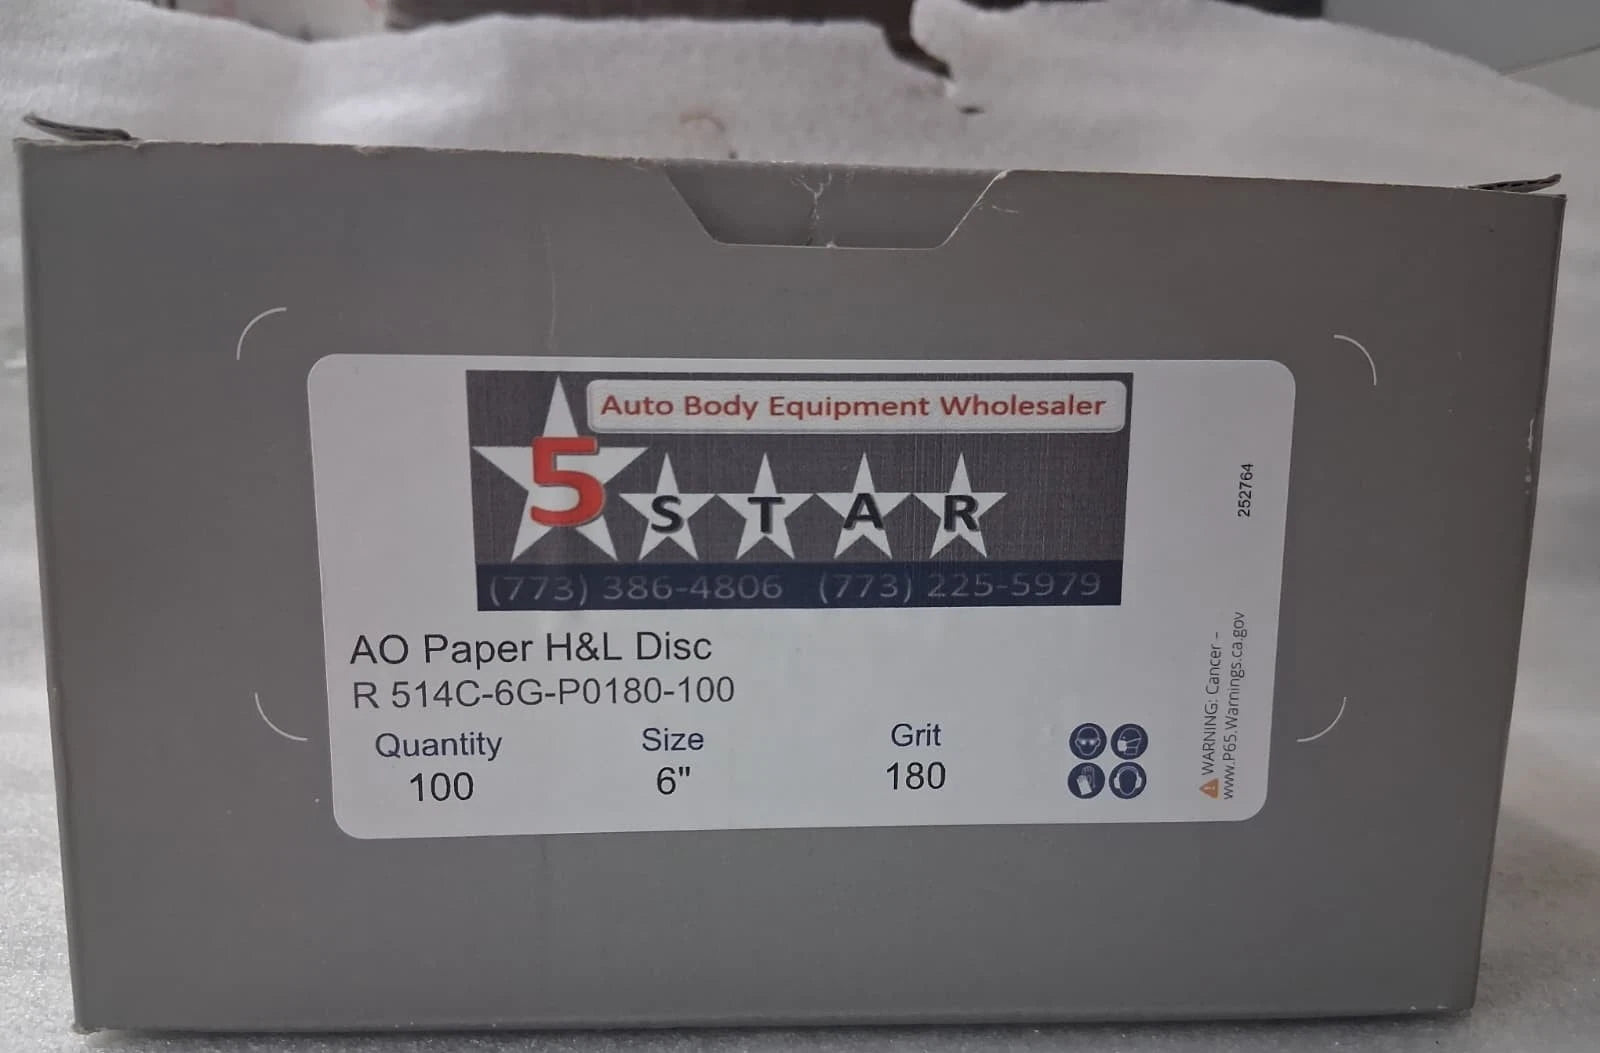 Auto Body Equipment Wholesaler
5 STAR
(773) 386-4806 (773) 225-5979
AO Paper H&L Disc
R 514C-6G-P0180-100
Quantity Size Grit
100 6" 180
252764
WARNING: Cancer –
www.P65.Warnings.ca.gov